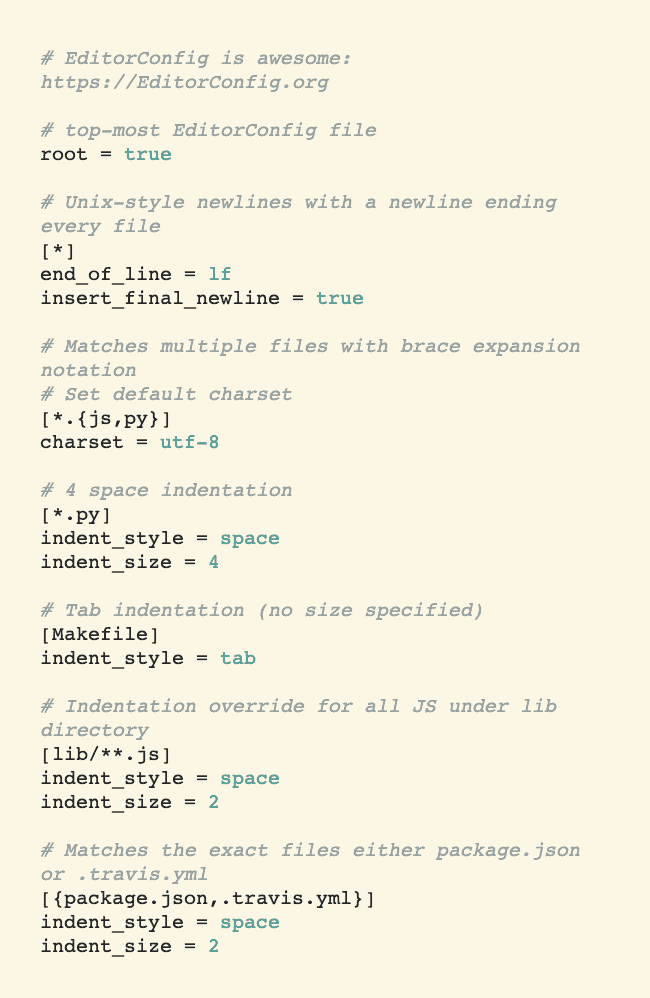 # EditorConfig is awesome:
https://EditorConfig.org
# top-most EditorConfig file
root = true
# Unix-style newlines with a newline ending
every file
[*]
end_of_line = lf
insert_final_newline = true
# Matches multiple files with brace expansion
notation
# Set default charset
[*.{js,py}]
charset = utf-8
# 4 space indentation
[*.py]
indent_style = space
indent_size = 4
# Tab indentation (no size specified)
[Makefile]
indent_style = tab
# Indentation override for all JS under lib
directory
[lib/**.js]
indent_style = space
indent_size = 2
# Matches the exact files either package.json
or .travis.yml
[{package.json,.travis.yml}]
indent_style = space
indent_size = 2